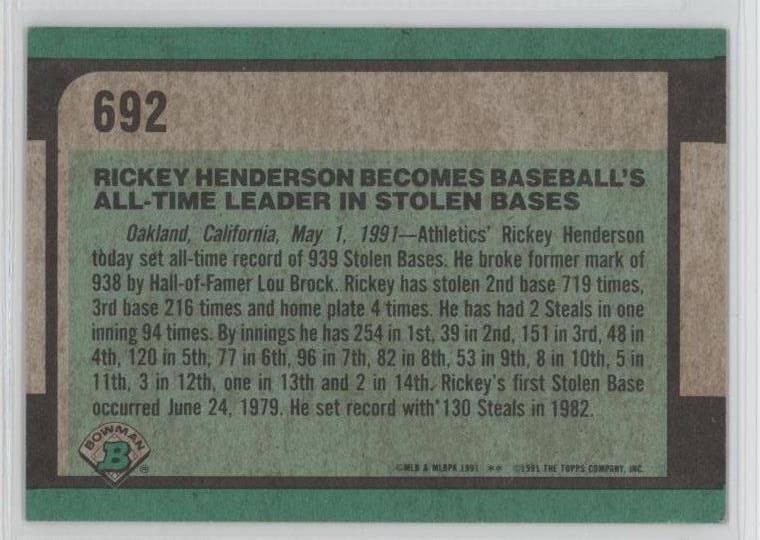 692
RICKEY HENDERSON BECOMES BASEBALL'S
ALL-TIME LEADER IN STOLEN BASES
Oakland, California, May 1, 1991—Athletics' Rickey Henderson
today set all-time record of 939 Stolen Bases. He broke former mark of
938 by Hall-of-Famer Lou Brock. Rickey has stolen 2nd base 719 times,
3rd base 216 times and home plate 4 times. He has had 2 Steals in one
inning 94 times. By innings he has 254 in 1st, 39 in 2nd, 151 in 3rd, 48 in
4th, 120 in 5th, 77 in 6th, 96 in 7th, 82 in 8th, 53 in 9th, 8 in 10th, 5 in
11th, 3 in 12th, one in 13th and 2 in 14th. Rickey's first Stolen Base
occurred June 24, 1979. He set record with 130 Steals in 1982.
BOWMAN
B ®
©MLB & MLBPA 1991 ** ©1991 THE TOPPS COMPANY, INC.